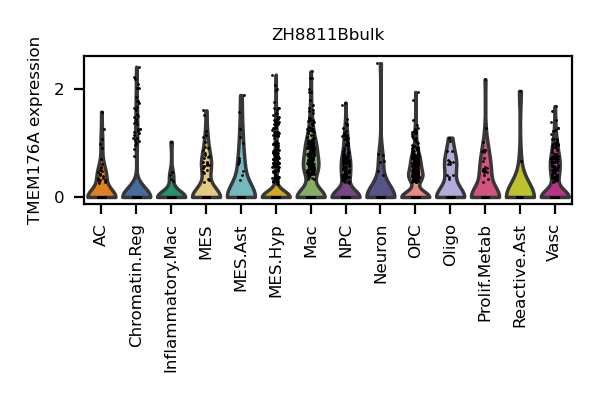 ZH8811Bbulk
TMEM176A expression
2
0
AC
Chromatin.Reg
Inflammatory.Mac
MES
MES.Ast
MES.Hyp
Mac
NPC
Neuron
OPC
Oligo
Prolif.Metab
Reactive.Ast
Vasc